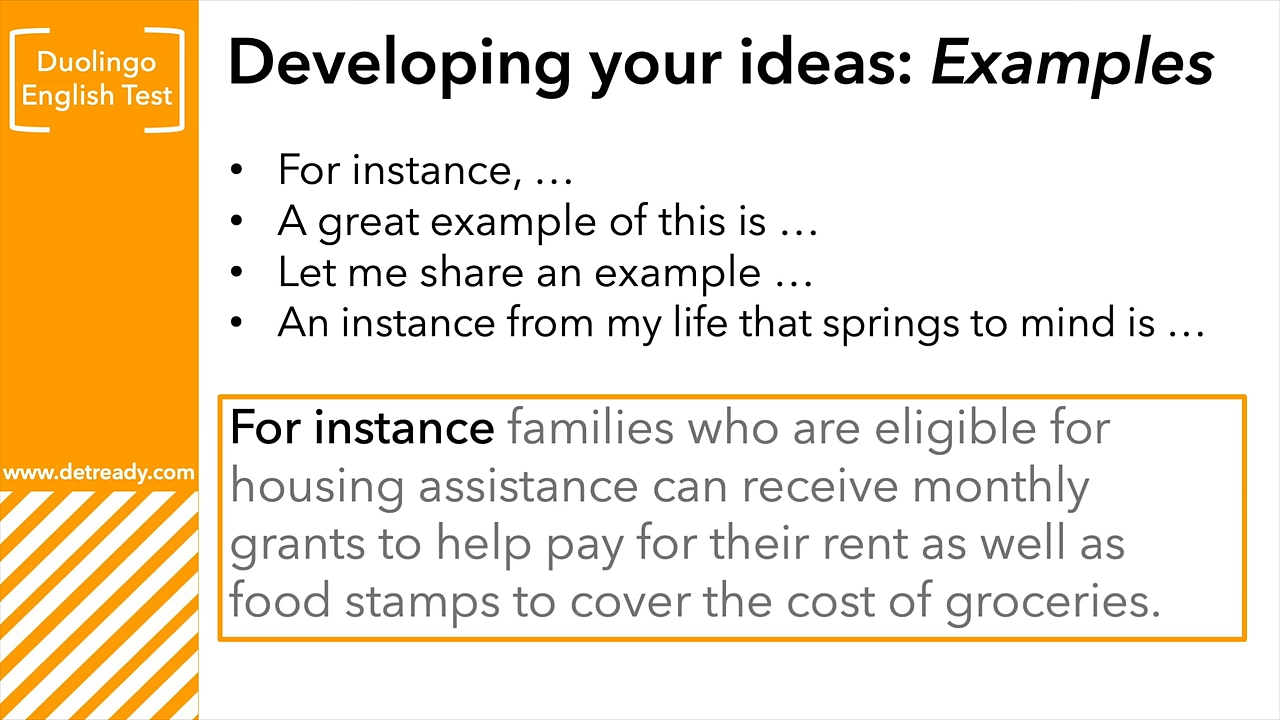 Duolingo
English Test
Developing your ideas: Examples
• For instance, …
• A great example of this is …
• Let me share an example …
• An instance from my life that springs to mind is …
For instance families who are eligible for
housing assistance can receive monthly
grants to help pay for their rent as well as
food stamps to cover the cost of groceries.
www.detready.com